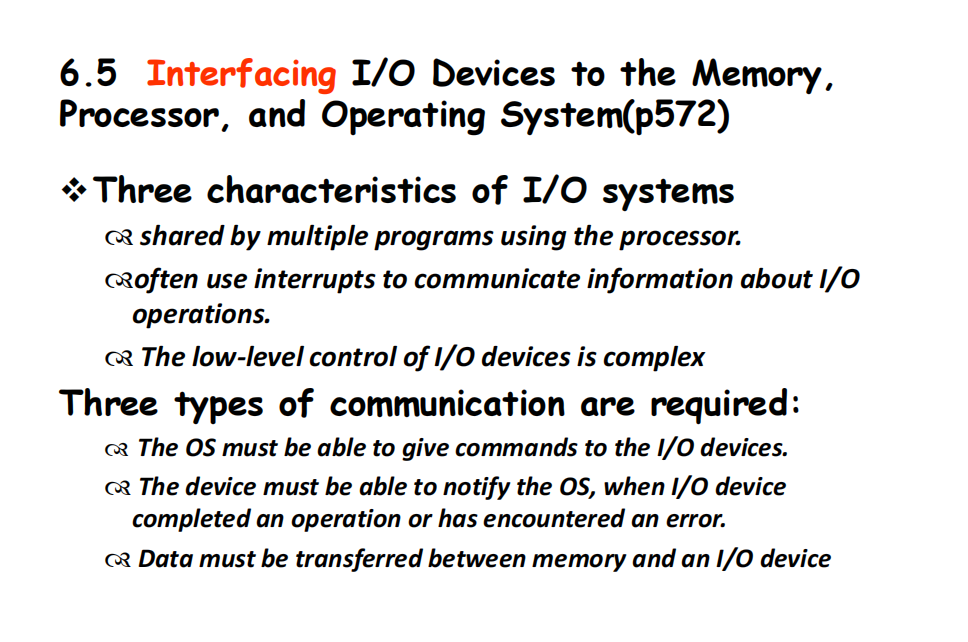 6.5 Interfacing I/O Devices to the Memory,
Processor, and Operating System(p572)
❖Three characteristics of I/O systems
shared by multiple programs using the processor.
often use interrupts to communicate information about I/O
operations.
The low-level control of I/O devices is complex
Three types of communication are required:
The OS must be able to give commands to the I/O devices.
The device must be able to notify the OS, when I/O device
completed an operation or has encountered an error.
Data must be transferred between memory and an I/O device